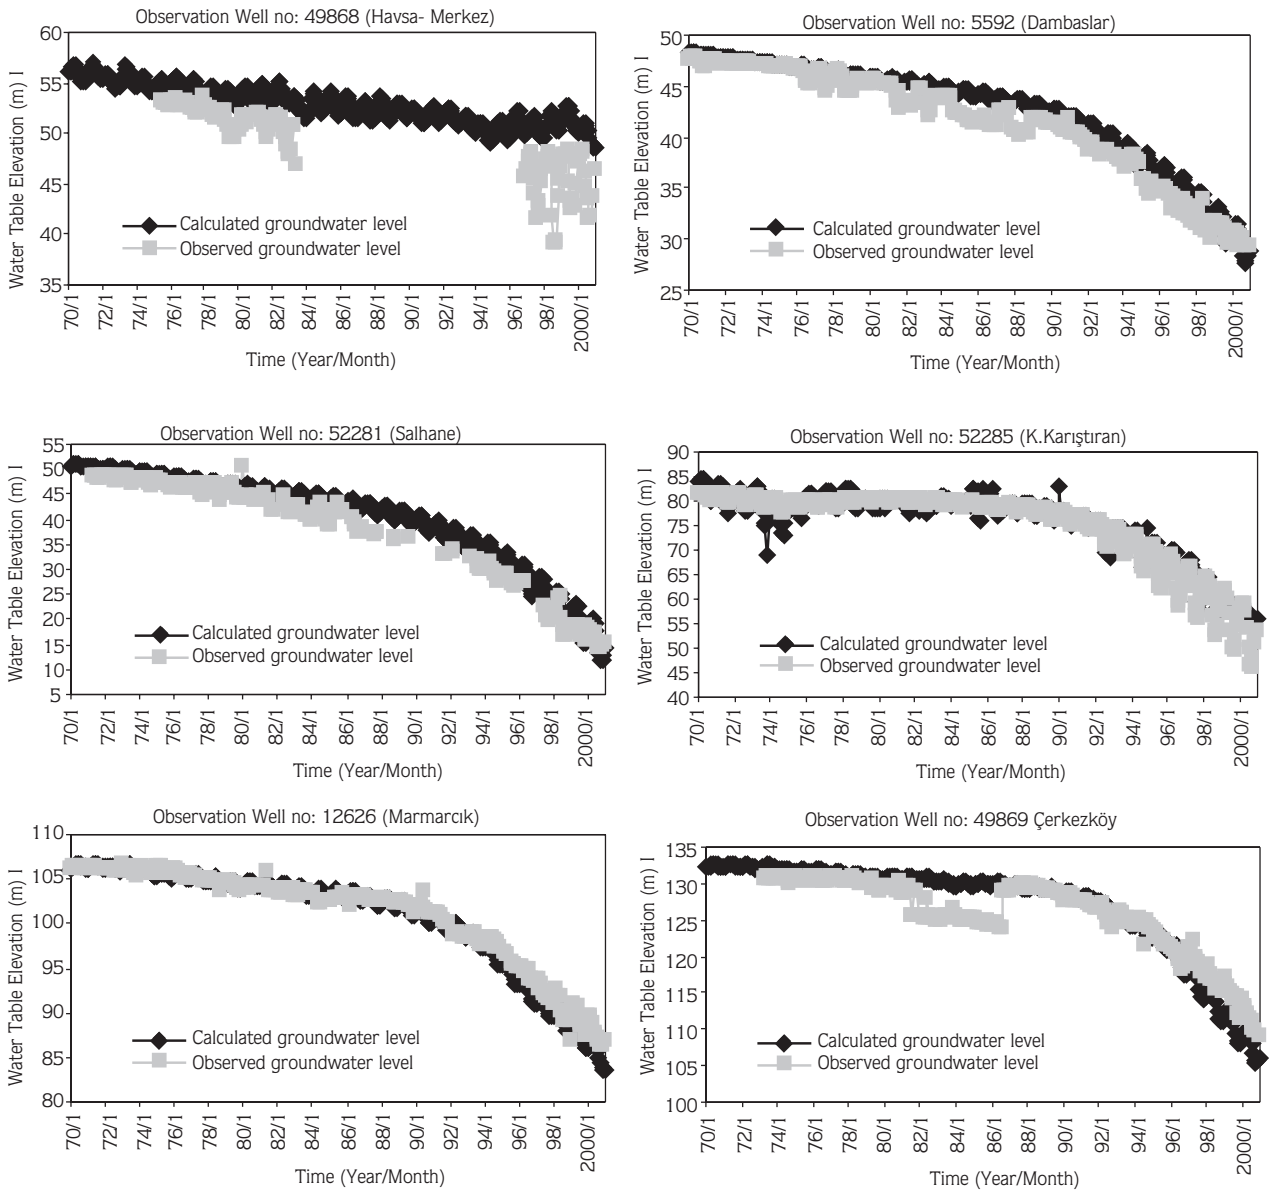 Observation Well no: 49868 (Havsa- Merkez)
Water Table Elevation (m) l
60
55
50
45
40
35
Calculated groundwater level
Observed groundwater level
70/1 72/1 74/1 76/1 78/1 80/1 82/1 84/1 86/1 88/1 90/1 92/1 94/1 96/1 98/1 2000/1
Time (Year/Month)
Observation Well no: 5592 (Dambaslar)
Water Table Elevation (m) l
50
45
40
35
30
25
Calculated groundwater level
Observed groundwater level
70/1 72/1 74/1 76/1 78/1 80/1 82/1 84/1 86/1 88/1 90/1 92/1 94/1 96/1 98/1 2000/1
Time (Year/Month)
Observation Well no: 52281 (Salhane)
Water Table Elevation (m) l
55
50
45
40
35
30
25
20
15
10
5
Calculated groundwater level
Observed groundwater level
70/1 72/1 74/1 76/1 78/1 80/1 82/1 84/1 86/1 88/1 90/1 92/1 94/1 96/1 98/1 2000/1
Time (Year/Month)
Observation Well no: 52285 (K.Karıştıran)
Water Table Elevation (m) l
90
85
80
75
70
65
60
55
50
45
40
Calculated groundwater level
Observed groundwater level
70/1 72/1 74/1 76/1 78/1 80/1 82/1 84/1 86/1 88/1 90/1 92/1 94/1 96/1 98/1 2000/1
Time (Year/Month)
Observation Well no: 12626 (Marmarcık)
Water Table Elevation (m) l
110
105
100
95
90
85
80
Calculated groundwater level
Observed groundwater level
70/1 72/1 74/1 76/1 78/1 80/1 82/1 84/1 86/1 88/1 90/1 92/1 94/1 96/1 98/1 2000/1
Time (Year/Month)
Observation Well no: 49869 Çerkezköy
Water Table Elevation (m) l
135
130
125
120
115
110
105
100
Calculated groundwater level
Observed groundwater level
70/1 72/1 74/1 76/1 78/1 80/1 82/1 84/1 86/1 88/1 90/1 92/1 94/1 96/1 98/1 2000/1
Time (Year/Month)